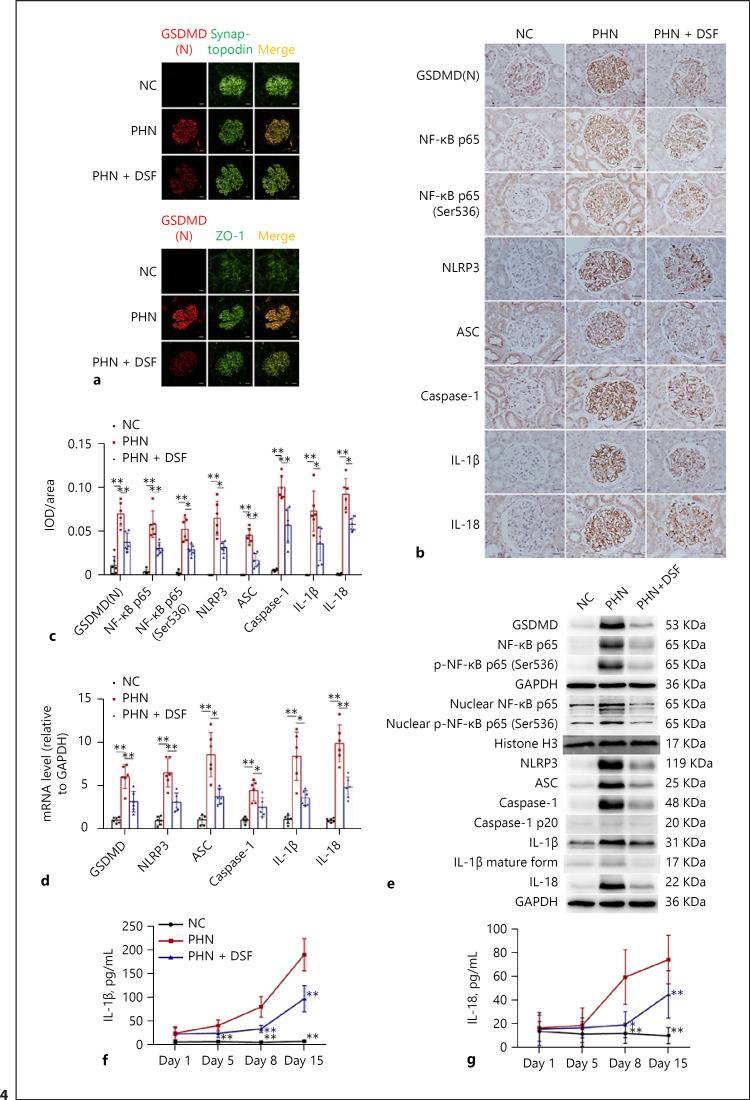 GSDMD Synap-
(N) topodin Merge
NC
PHN
PHN + DSF
GSDMD
(N) ZO-1 Merge
NC
PHN
PHN + DSF
a
NC PHN PHN + DSF
GSDMD(N)
NF-κB p65
NF-κB p65
(Ser536)
NLRP3
ASC
Caspase-1
IL-1β
IL-18
b
NC
PHN
PHN + DSF
IOD/area
0.15
0.10
0.05
0
** ** ** ** ** * ** * ** ** ** ** ** * ** *
GSDMD(N)
NF-κB p65
NF-κB p65
(Ser536)
NLRP3
ASC
Caspase-1
IL-1β
IL-18
c
NC
PHN
PHN + DSF
mRNA level (relative
to GAPDH)
15
10
5
0
** ** ** ** ** * ** * ** * ** **
GSDMD
NLRP3
ASC
Caspase-1
IL-1β
IL-18
d
NC PHN PHN+DSF
GSDMD 53 KDa
NF-κB p65 65 KDa
p-NF-κB p65 (Ser536) 65 KDa
GAPDH 36 KDa
Nuclear NF-κB p65 65 KDa
Nuclear p-NF-κB p65 (Ser536) 65 KDa
Histone H3 17 KDa
NLRP3 119 KDa
ASC 25 KDa
Caspase-1 48 KDa
Caspase-1 p20 20 KDa
IL-1β 31 KDa
IL-1β mature form 17 KDa
IL-18 22 KDa
GAPDH 36 KDa
e
NC
PHN
PHN + DSF
IL-1β, pg/mL
250
200
150
100
50
0
** ** ** ** **
Day 1 Day 5 Day 8 Day 15
f
IL-18, pg/mL
100
80
60
40
20
0
* ** ** **
Day 1 Day 5 Day 8 Day 15
g
4